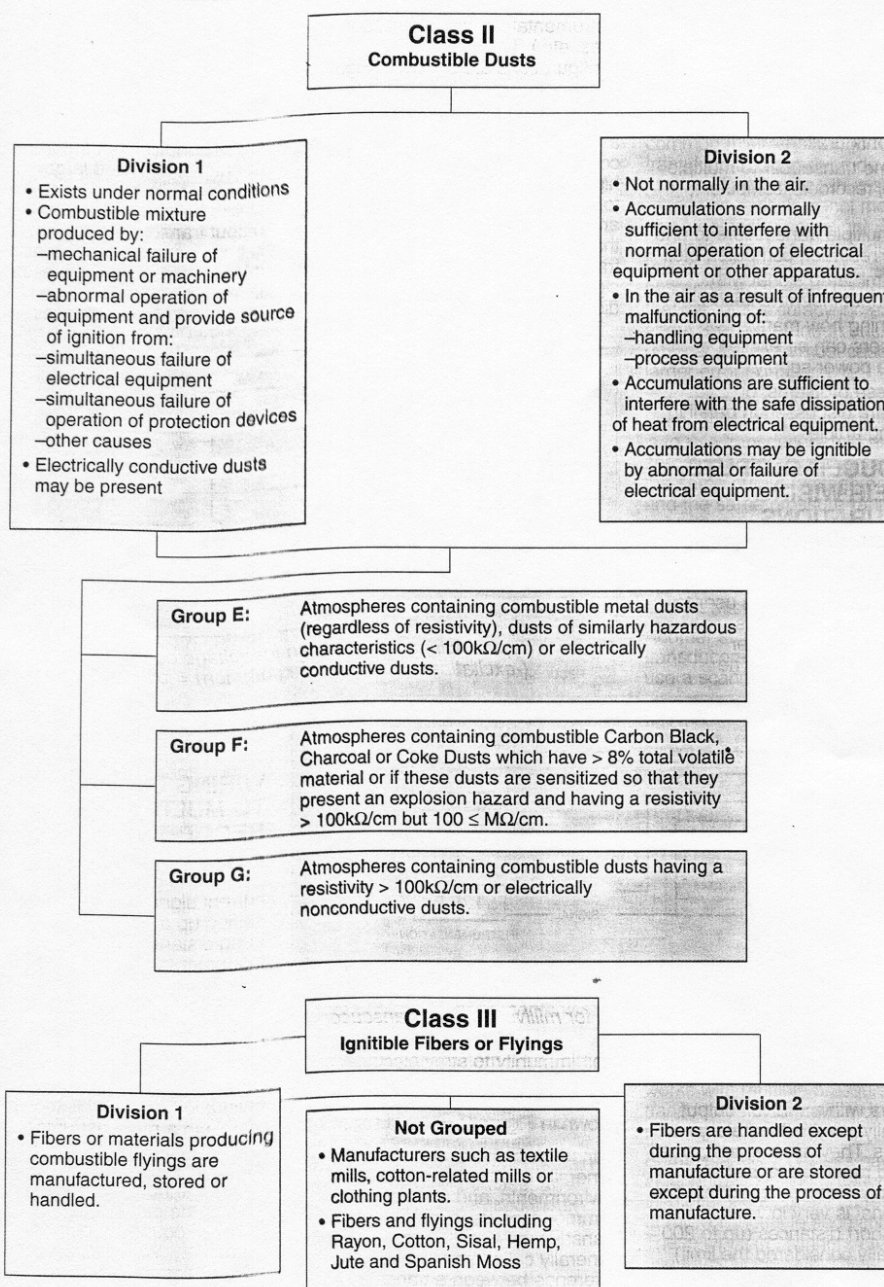 Class II
Combustible Dusts
Division 1
• Exists under normal conditions
• Combustible mixture
produced by:
–mechanical failure of
equipment or machinery
–abnormal operation of
equipment and provide source
of ignition from:
–simultaneous failure of
electrical equipment
–simultaneous failure of
operation of protection devices
–other causes
• Electrically conductive dusts
may be present
Division 2
• Not normally in the air.
• Accumulations normally
sufficient to interfere with
normal operation of electrical
equipment or other apparatus.
• In the air as a result of infrequent
malfunctioning of:
–handling equipment
–process equipment
• Accumulations are sufficient to
interfere with the safe dissipation
of heat from electrical equipment.
• Accumulations may be ignitible
by abnormal or failure of
electrical equipment.
Group E: Atmospheres containing combustible metal dusts
(regardless of resistivity), dusts of similarly hazardous
characteristics (< 100kΩ/cm) or electrically
conductive dusts.
Group F: Atmospheres containing combustible Carbon Black,
Charcoal or Coke Dusts which have > 8% total volatile
material or if these dusts are sensitized so that they
present an explosion hazard and having a resistivity
> 100kΩ/cm but 100 ≤ MΩ/cm.
Group G: Atmospheres containing combustible dusts having a
resistivity > 100kΩ/cm or electrically
nonconductive dusts.
Class III
Ignitible Fibers or Flyings
Division 1
• Fibers or materials producing
combustible flyings are
manufactured, stored or
handled.
Not Grouped
• Manufacturers such as textile
mills, cotton-related mills or
clothing plants.
• Fibers and flyings including
Rayon, Cotton, Sisal, Hemp,
Jute and Spanish Moss
Division 2
• Fibers are handled except
during the process of
manufacture or are stored
except during the process of
manufacture.